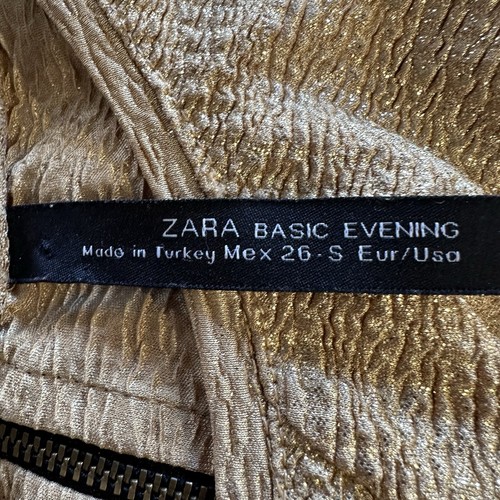 ZARA BASIC EVENING
Made in Turkey Mex 26-S Eur/Usa